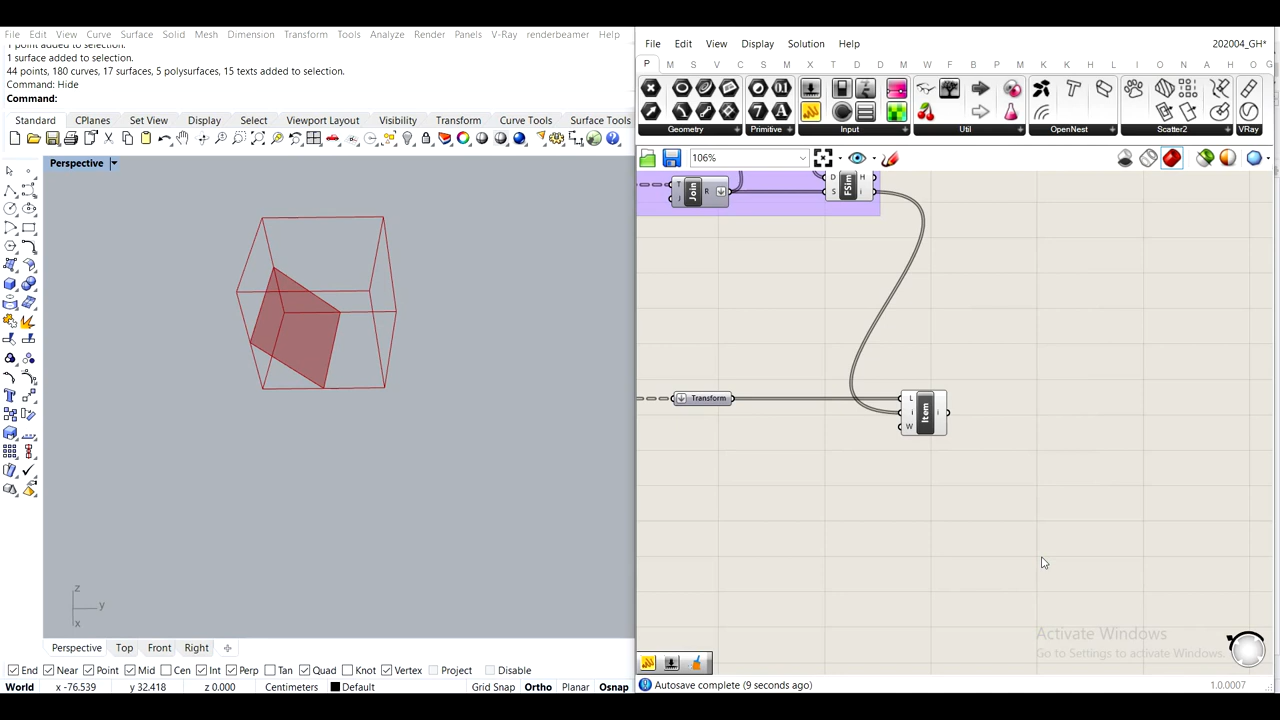 File Edit View Curve Surface Solid Mesh Dimension Transform Tools Analyze Render Panels V-Ray renderbeamer Help
1 point added to selection.
1 surface added to selection.
44 points, 180 curves, 17 surfaces, 5 polysurfaces, 15 texts added to selection.
Command: Hide
Command:
Standard CPlanes Set View Display Select Viewport Layout Visibility Transform Curve Tools Surface Tools
Perspective
z
y
x
Perspective Top Front Right
End Near Point Mid Cen Int Perp Tan Quad Knot Vertex Project Disable
World x -76.539 y 32.418 z 0.000 Centimeters Default Grid Snap Ortho Planar Osnap
File Edit View Display Solution Help 202004_GH*
P M S V C S M X T D D M W F B D K K L H E A H O G
Geometry Primitive Input Util OpenNest Scatter2 VRay
106%
T
J
Join
R
D
S
FSim
H
i
Transform
L
i
W
Item
i
Activate Windows
Go to Settings to activate Windows.
Autosave complete (9 seconds ago) 1.0.0007